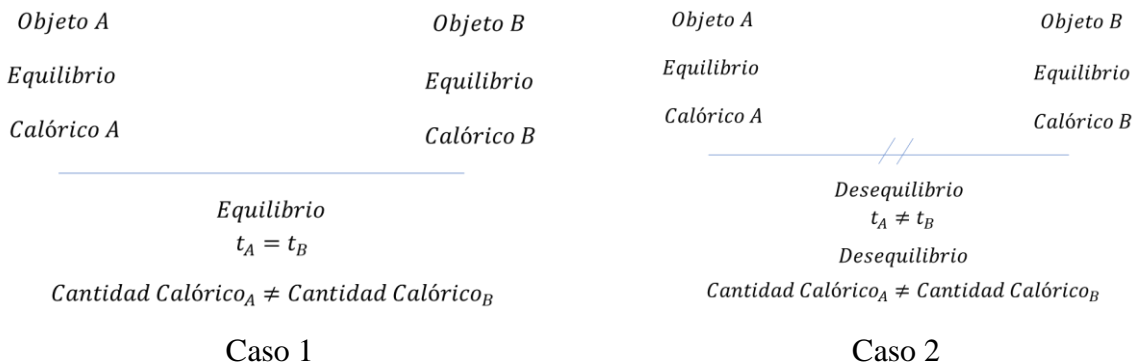 Objeto A
Objeto B
Equilibrio
Equilibrio
Calórico A
Calórico B
Equilibrio
t_A = t_B
Cantidad Calórico_A ≠ Cantidad Calórico_B
Caso 1
Objeto A
Objeto B
Equilibrio
Equilibrio
Calórico A
Calórico B
Desequilibrio
t_A ≠ t_B
Desequilibrio
Cantidad Calórico_A ≠ Cantidad Calórico_B
Caso 2